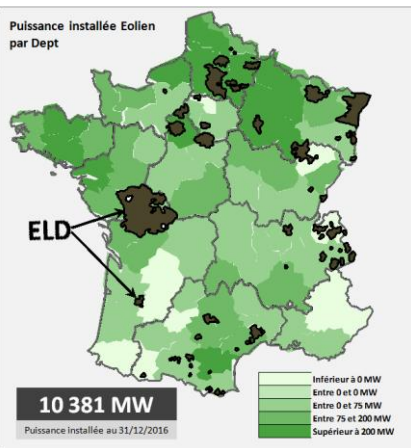 Puissance installée Eolien
par Dept
ELD
10 381 MW
Puissance installée au 31/12/2016
Inférieur à 0 MW
Entre 0 et 0 MW
Entre 0 et 75 MW
Entre 75 et 200 MW
Supérieur à 200 MW